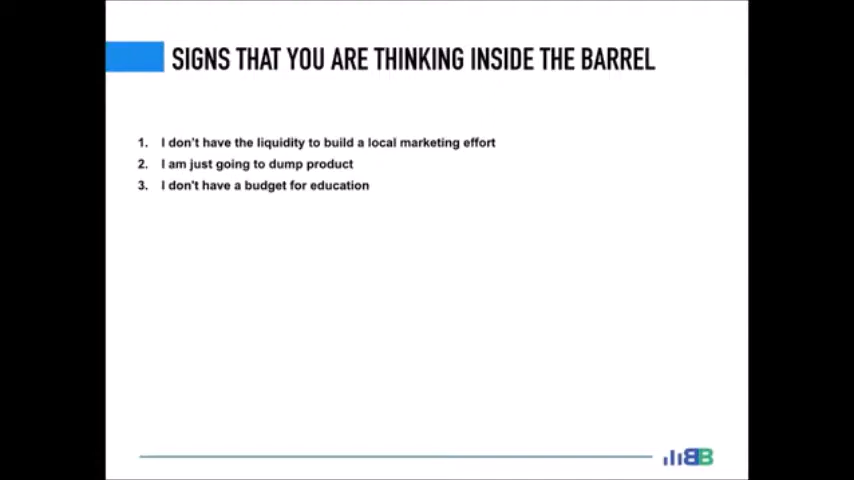 SIGNS THAT YOU ARE THINKING INSIDE THE BARREL
1. I don't have the liquidity to build a local marketing effort
2. I am just going to dump product
3. I don't have a budget for education
BB